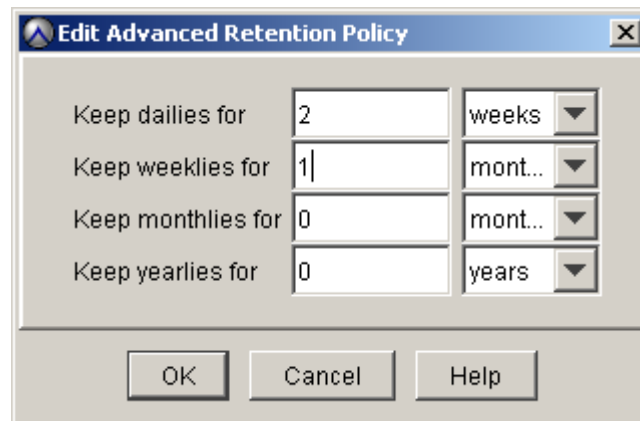 Edit Advanced Retention Policy
Keep dailies for 2 weeks
Keep weeklies for 1 mont...
Keep monthlies for 0 mont...
Keep yearlies for 0 years
OK Cancel Help